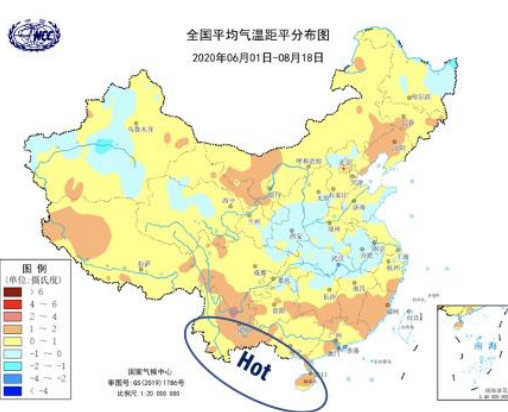 NCC
全国平均气温距平分布图
2020年06月01日-08月18日
哈尔滨
长春
沈阳
乌鲁木齐
呼和浩特
北京
天津
石家庄
太原
济南
银川
西宁
兰州
郑州
西安
南京
合肥
上海
武汉
杭州
拉萨
成都
重庆
南昌
长沙
贵阳
福州
台北
昆明
香港
澳门
海口
图 例
(单位:摄氏度)
> 6
4 ~ 6
2 ~ 4
1 ~ 2
0 ~ 1
-1 ~ 0
-2 ~ -1
-4 ~ -2
< -4
Hot
国家气候中心
审图号:GS(2019)1786号
比例尺:1:20 000 000
南 海
南海诸岛